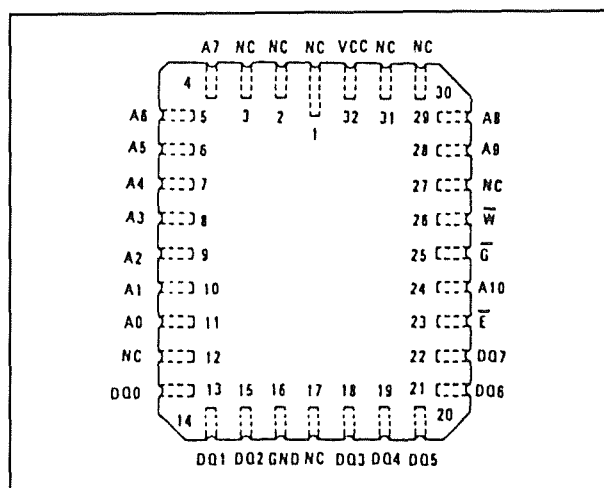 A7 NC NC NC VCC NC NC
4 30
A6 5 3 2 1 32 31 29 A8
A5 6 28 A9
A4 7 27 NC
A3 8 26 W̅
A2 9 25 G̅
A1 10 24 A10
A0 11 23 E̅
NC 12 22 DQ7
DQ0 13 15 16 17 18 19 21 DQ6
14 20
DQ1 DQ2 GND NC DQ3 DQ4 DQ5